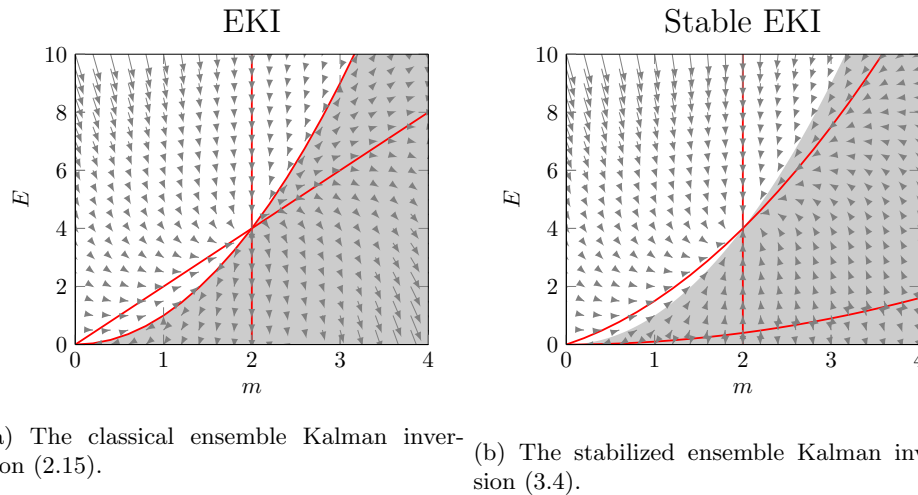 EKI
Stable EKI
10
8
6
4
2
0
E
0 1 2 3 4
m
10
8
6
4
2
0
E
0 1 2 3 4
m
a) The classical ensemble Kalman inver-
on (2.15).
(b) The stabilized ensemble Kalman inv
sion (3.4).